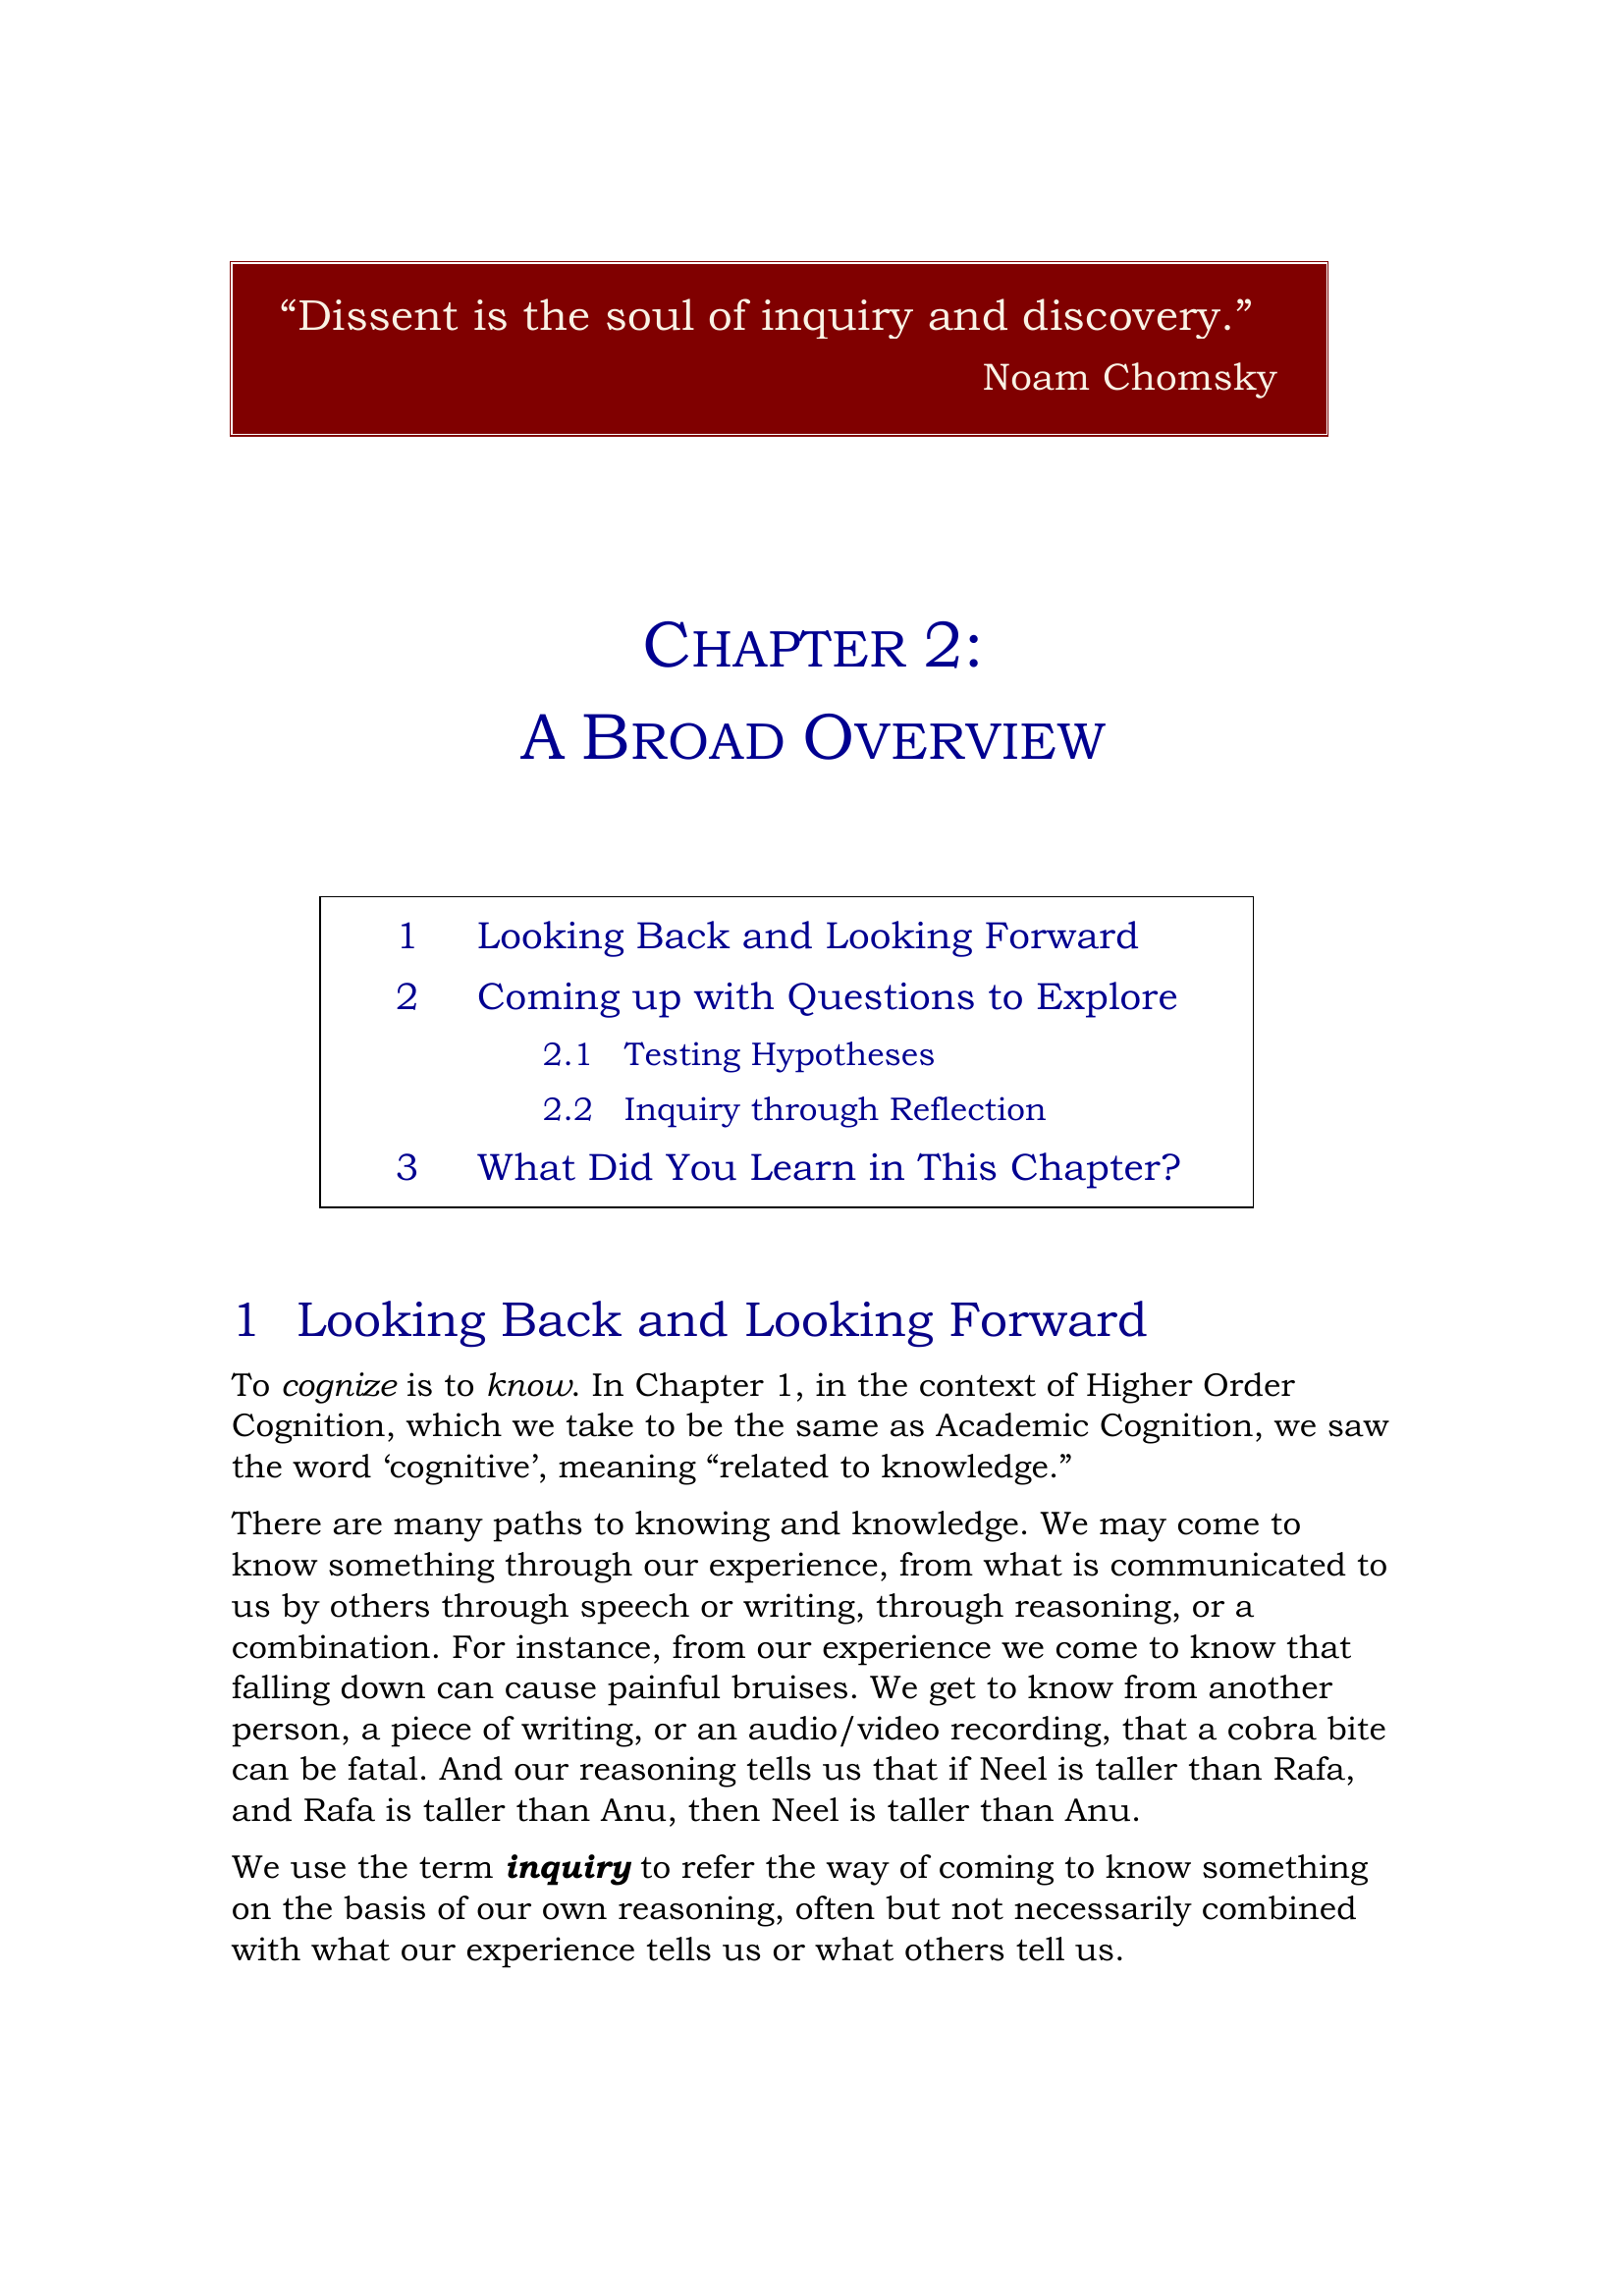 “Dissent is the soul of inquiry and discovery.”
Noam Chomsky
CHAPTER 2:
A BROAD OVERVIEW
1 Looking Back and Looking Forward
2 Coming up with Questions to Explore
2.1 Testing Hypotheses
2.2 Inquiry through Reflection
3 What Did You Learn in This Chapter?
1 Looking Back and Looking Forward
To cognize is to know. In Chapter 1, in the context of Higher Order
Cognition, which we take to be the same as Academic Cognition, we saw
the word ‘cognitive’, meaning “related to knowledge.”
There are many paths to knowing and knowledge. We may come to
know something through our experience, from what is communicated to
us by others through speech or writing, through reasoning, or a
combination. For instance, from our experience we come to know that
falling down can cause painful bruises. We get to know from another
person, a piece of writing, or an audio/video recording, that a cobra bite
can be fatal. And our reasoning tells us that if Neel is taller than Rafa,
and Rafa is taller than Anu, then Neel is taller than Anu.
We use the term inquiry to refer the way of coming to know something
on the basis of our own reasoning, often but not necessarily combined
with what our experience tells us or what others tell us.